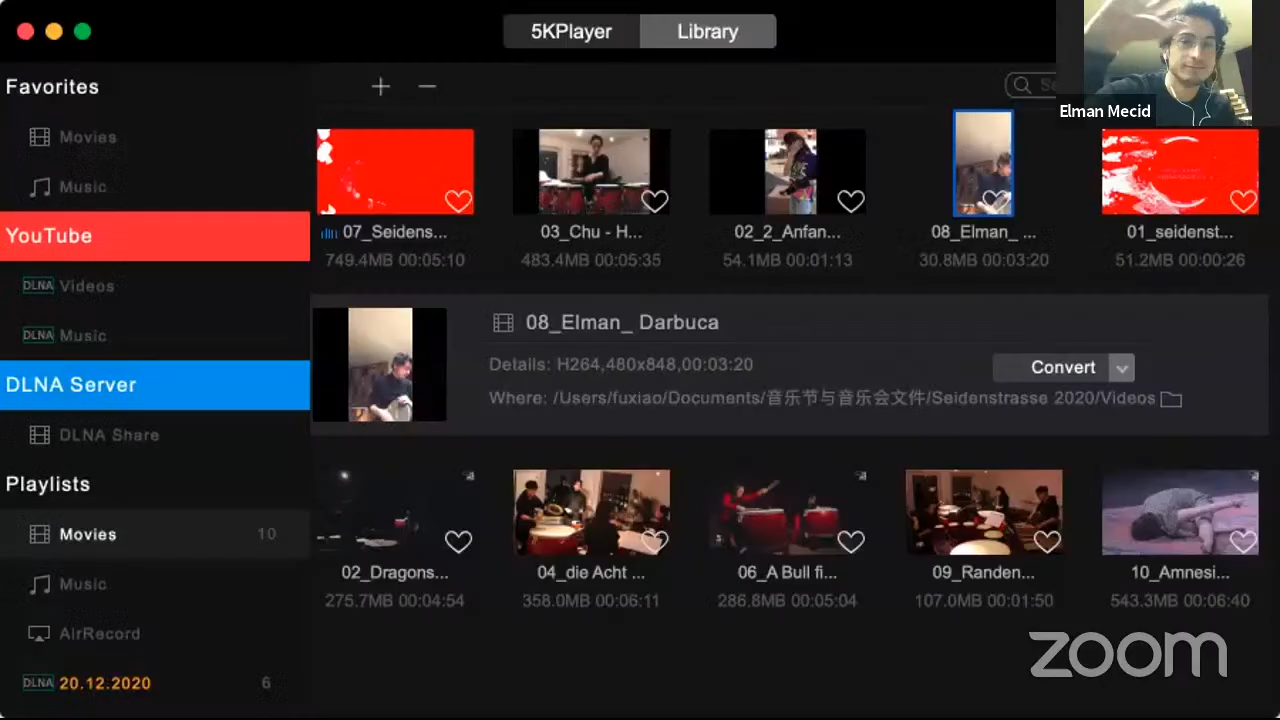 5KPlayer
Library
Elman Mecid
Favorites
Movies
Music
YouTube
DLNA Videos
DLNA Music
DLNA Server
DLNA Share
Playlists
Movies 10
Music
AirRecord
DLNA 20.12.2020 6
+ −
07_Seidens... 03_Chu - H... 02_2_Anfan... 08_Elman_ ... 01_seidenst...
749.4MB 00:05:10 483.4MB 00:05:35 54.1MB 00:01:13 30.8MB 00:03:20 51.2MB 00:00:26
08_Elman_ Darbuca
Details: H264,480x848,00:03:20
Convert
Where: /Users/fuxiao/Documents/音乐节与音乐会文件/Seidenstrasse 2020/Videos
02_Dragons... 04_die Acht ... 06_A Bull fi... 09_Randen... 10_Amnesi...
275.7MB 00:04:54 358.0MB 00:06:11 286.8MB 00:05:04 107.0MB 00:01:50 543.3MB 00:06:40
zoom